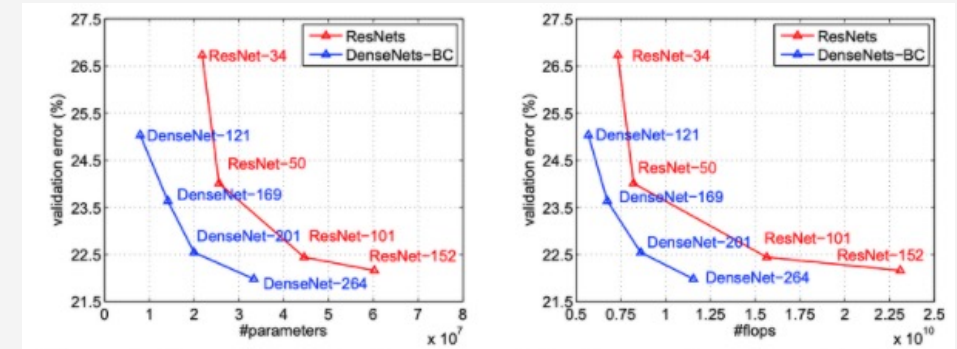 27.5
26.5
25.5
24.5
23.5
22.5
21.5
validation error (%)
ResNets
DenseNets-BC
ResNet-34
DenseNet-121
ResNet-50
DenseNet-169
DenseNet-201
ResNet-101
ResNet-152
DenseNet-264
0 1 2 3 4 5 6 7 8
#parameters
x 10^7
27.5
26.5
25.5
24.5
23.5
22.5
21.5
validation error (%)
ResNets
DenseNets-BC
ResNet-34
DenseNet-121
ResNet-50
DenseNet-169
DenseNet-201
ResNet-101
ResNet-152
DenseNet-264
0.5 0.75 1 1.25 1.5 1.75 2 2.25 2.5
#flops
x 10^10